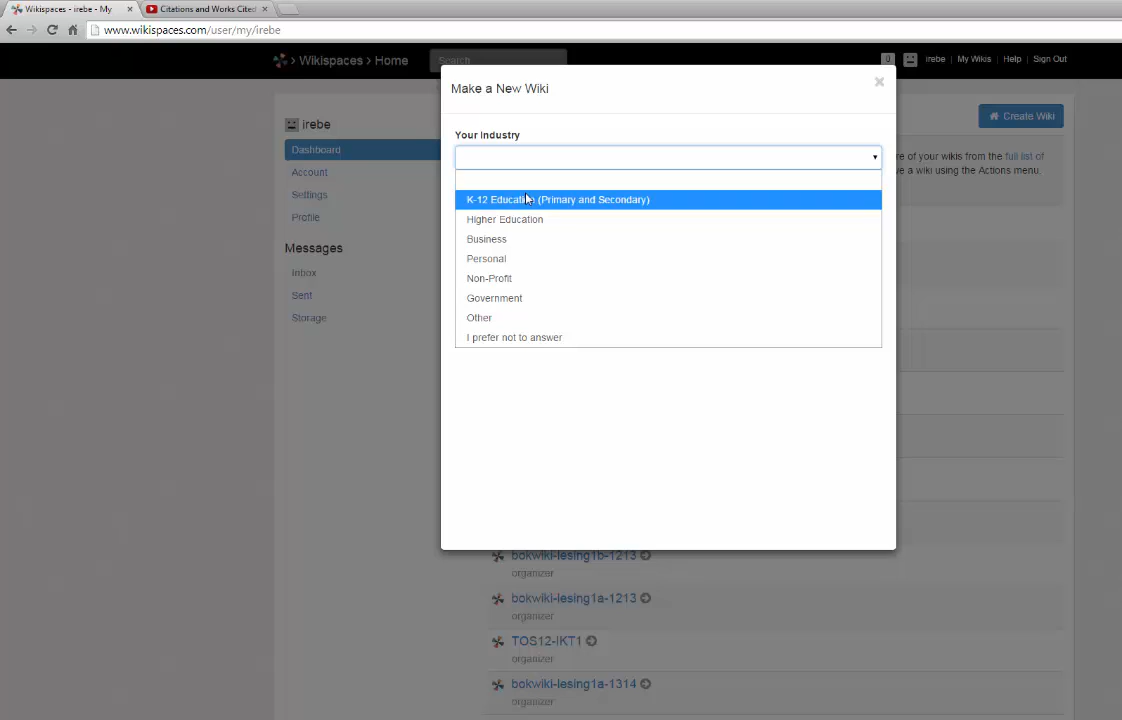 Wikispaces - irebe - My
Citations and Works Cited
www.wikispaces.com/user/my/irebe
Wikispaces > Home
Search
0
irebe | My Wikis | Help | Sign Out
Make a New Wiki
×
irebe
Create Wiki
Your Industry
Dashboard
re of your wikis from the full list of
e a wiki using the Actions menu.
Account
Settings
Profile
K-12 Education (Primary and Secondary)
Higher Education
Business
Personal
Non-Profit
Government
Other
I prefer not to answer
Messages
Inbox
Sent
Storage
bokwiki-lesing1b-1213
organizer
bokwiki-lesing1a-1213
organizer
TOS12-IKT1
organizer
bokwiki-lesing1a-1314
organizer